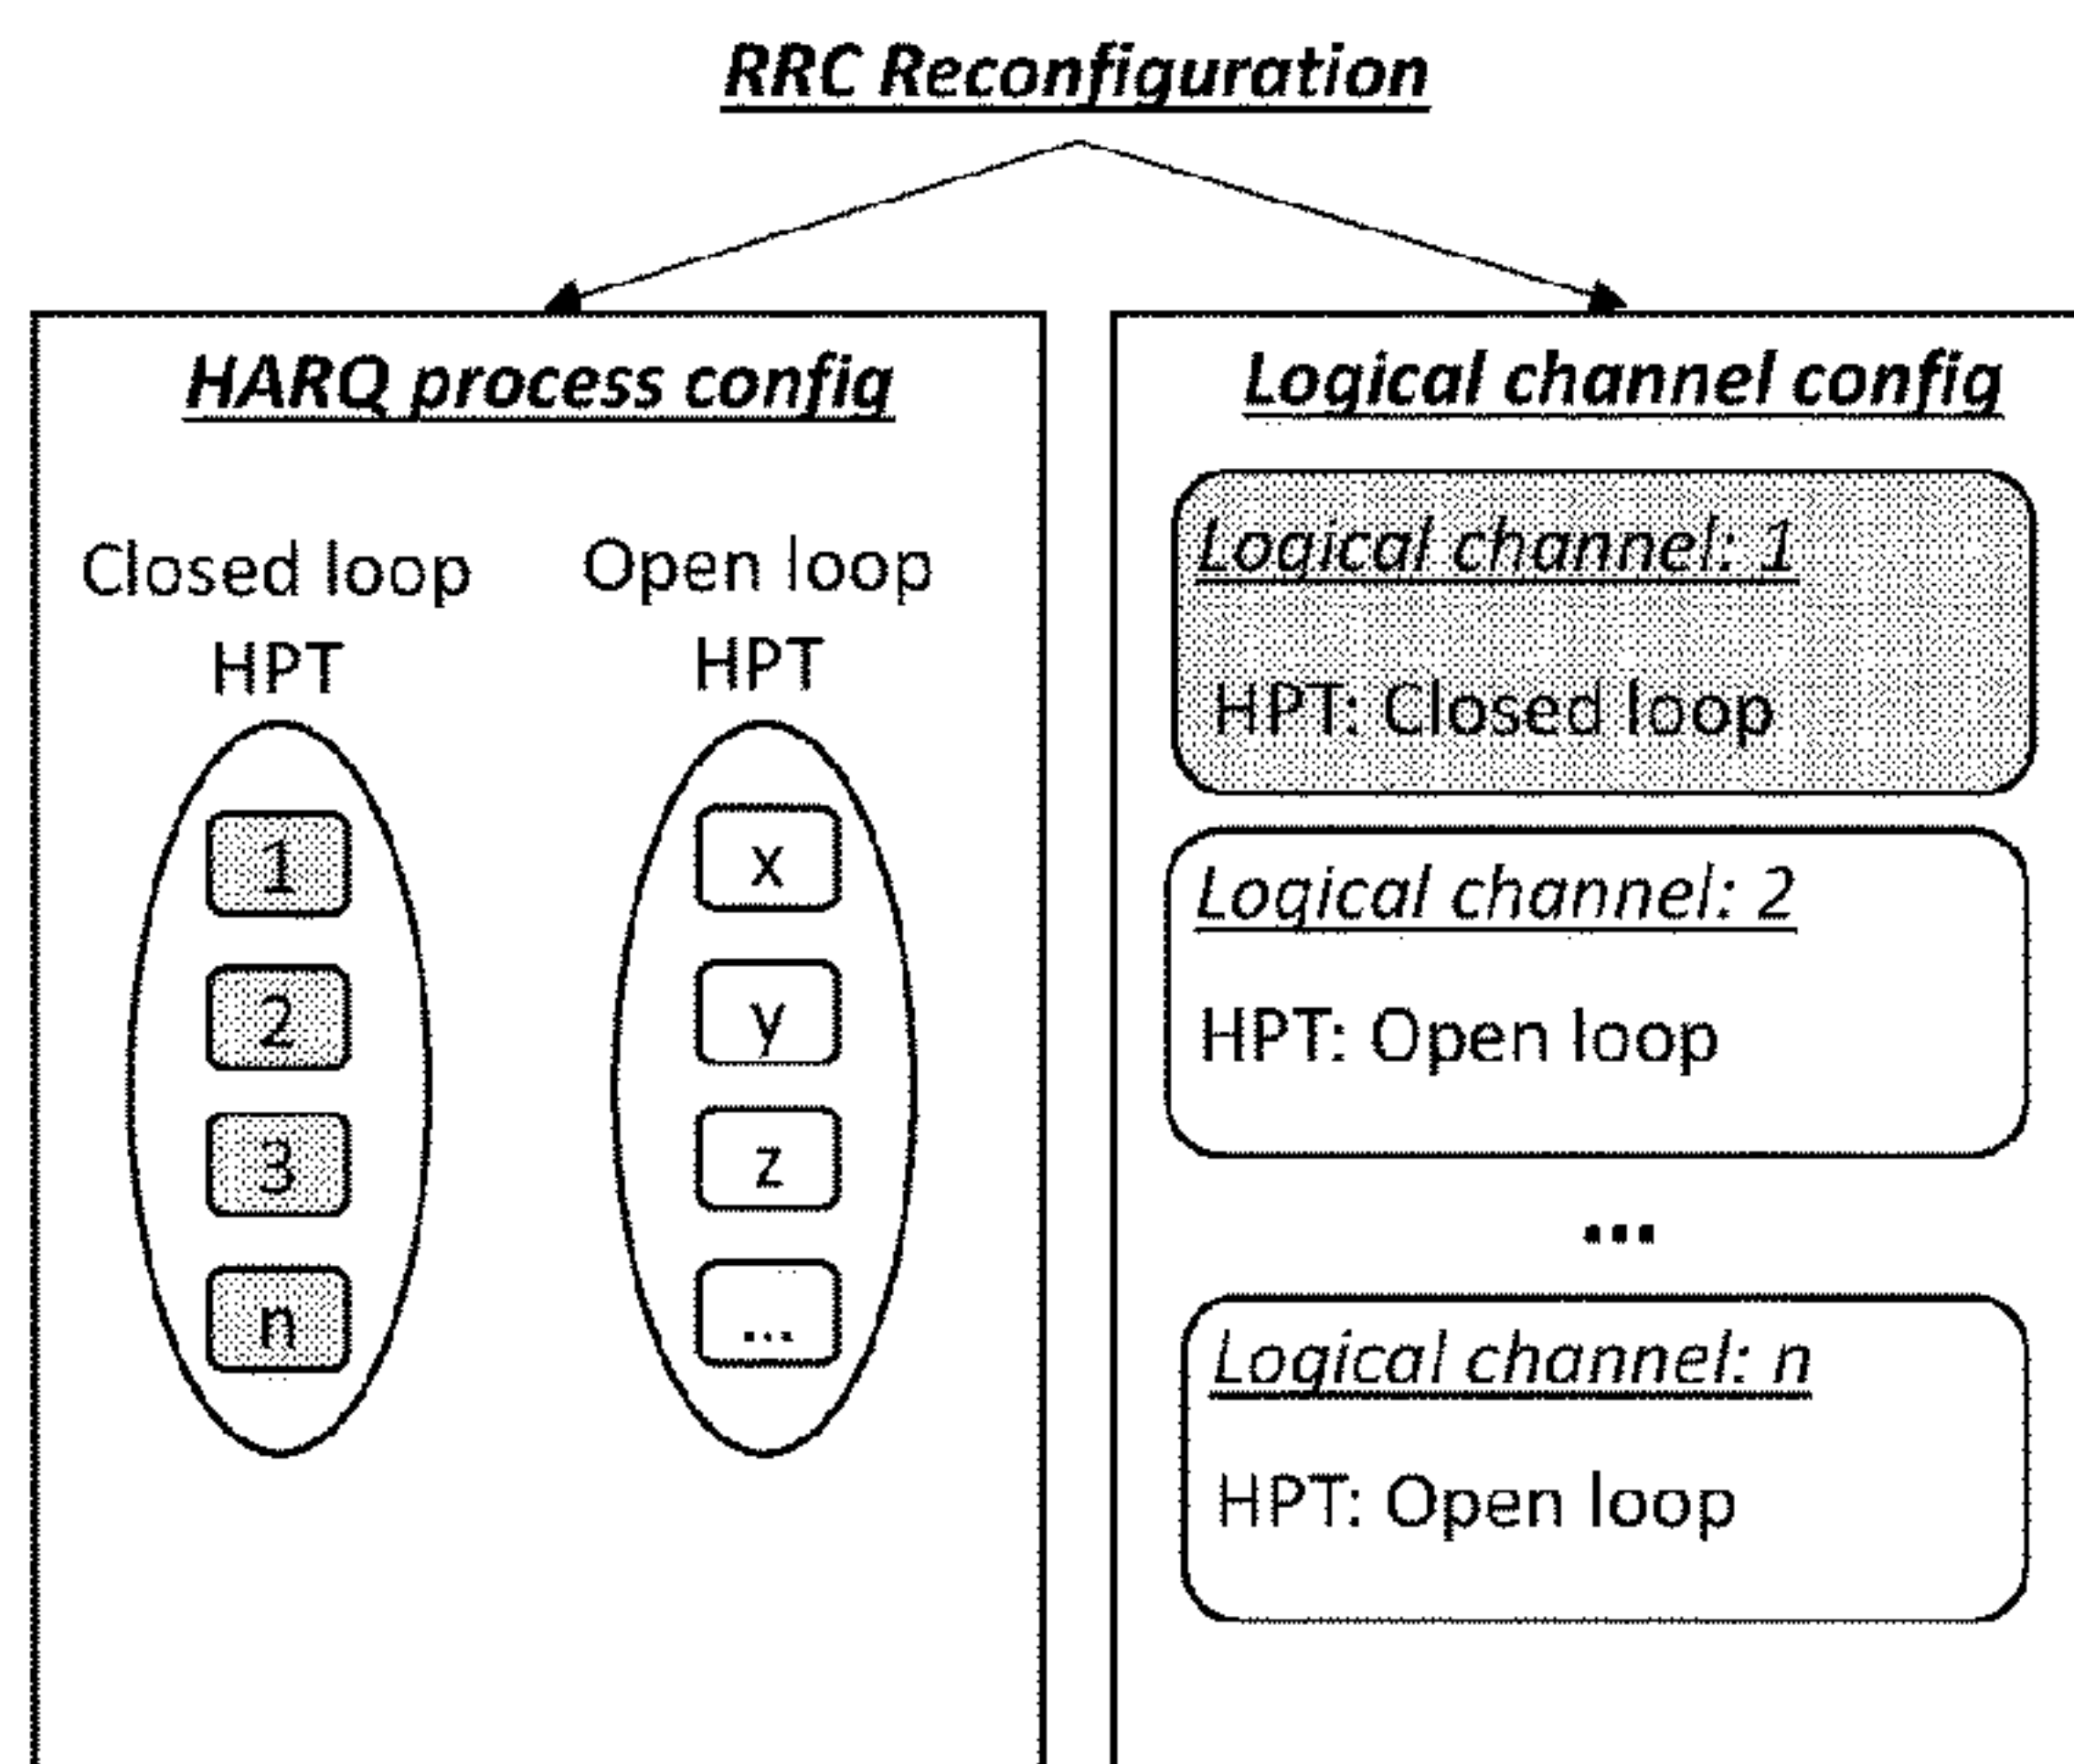 RRC Reconfiguration
HARQ process config
Closed loop
HPT
Open loop
HPT
1
2
3
n
x
y
z
...
Logical channel config
Logical channel: 1
HPT: Closed loop
Logical channel: 2
HPT: Open loop
...
Logical channel: n
HPT: Open loop